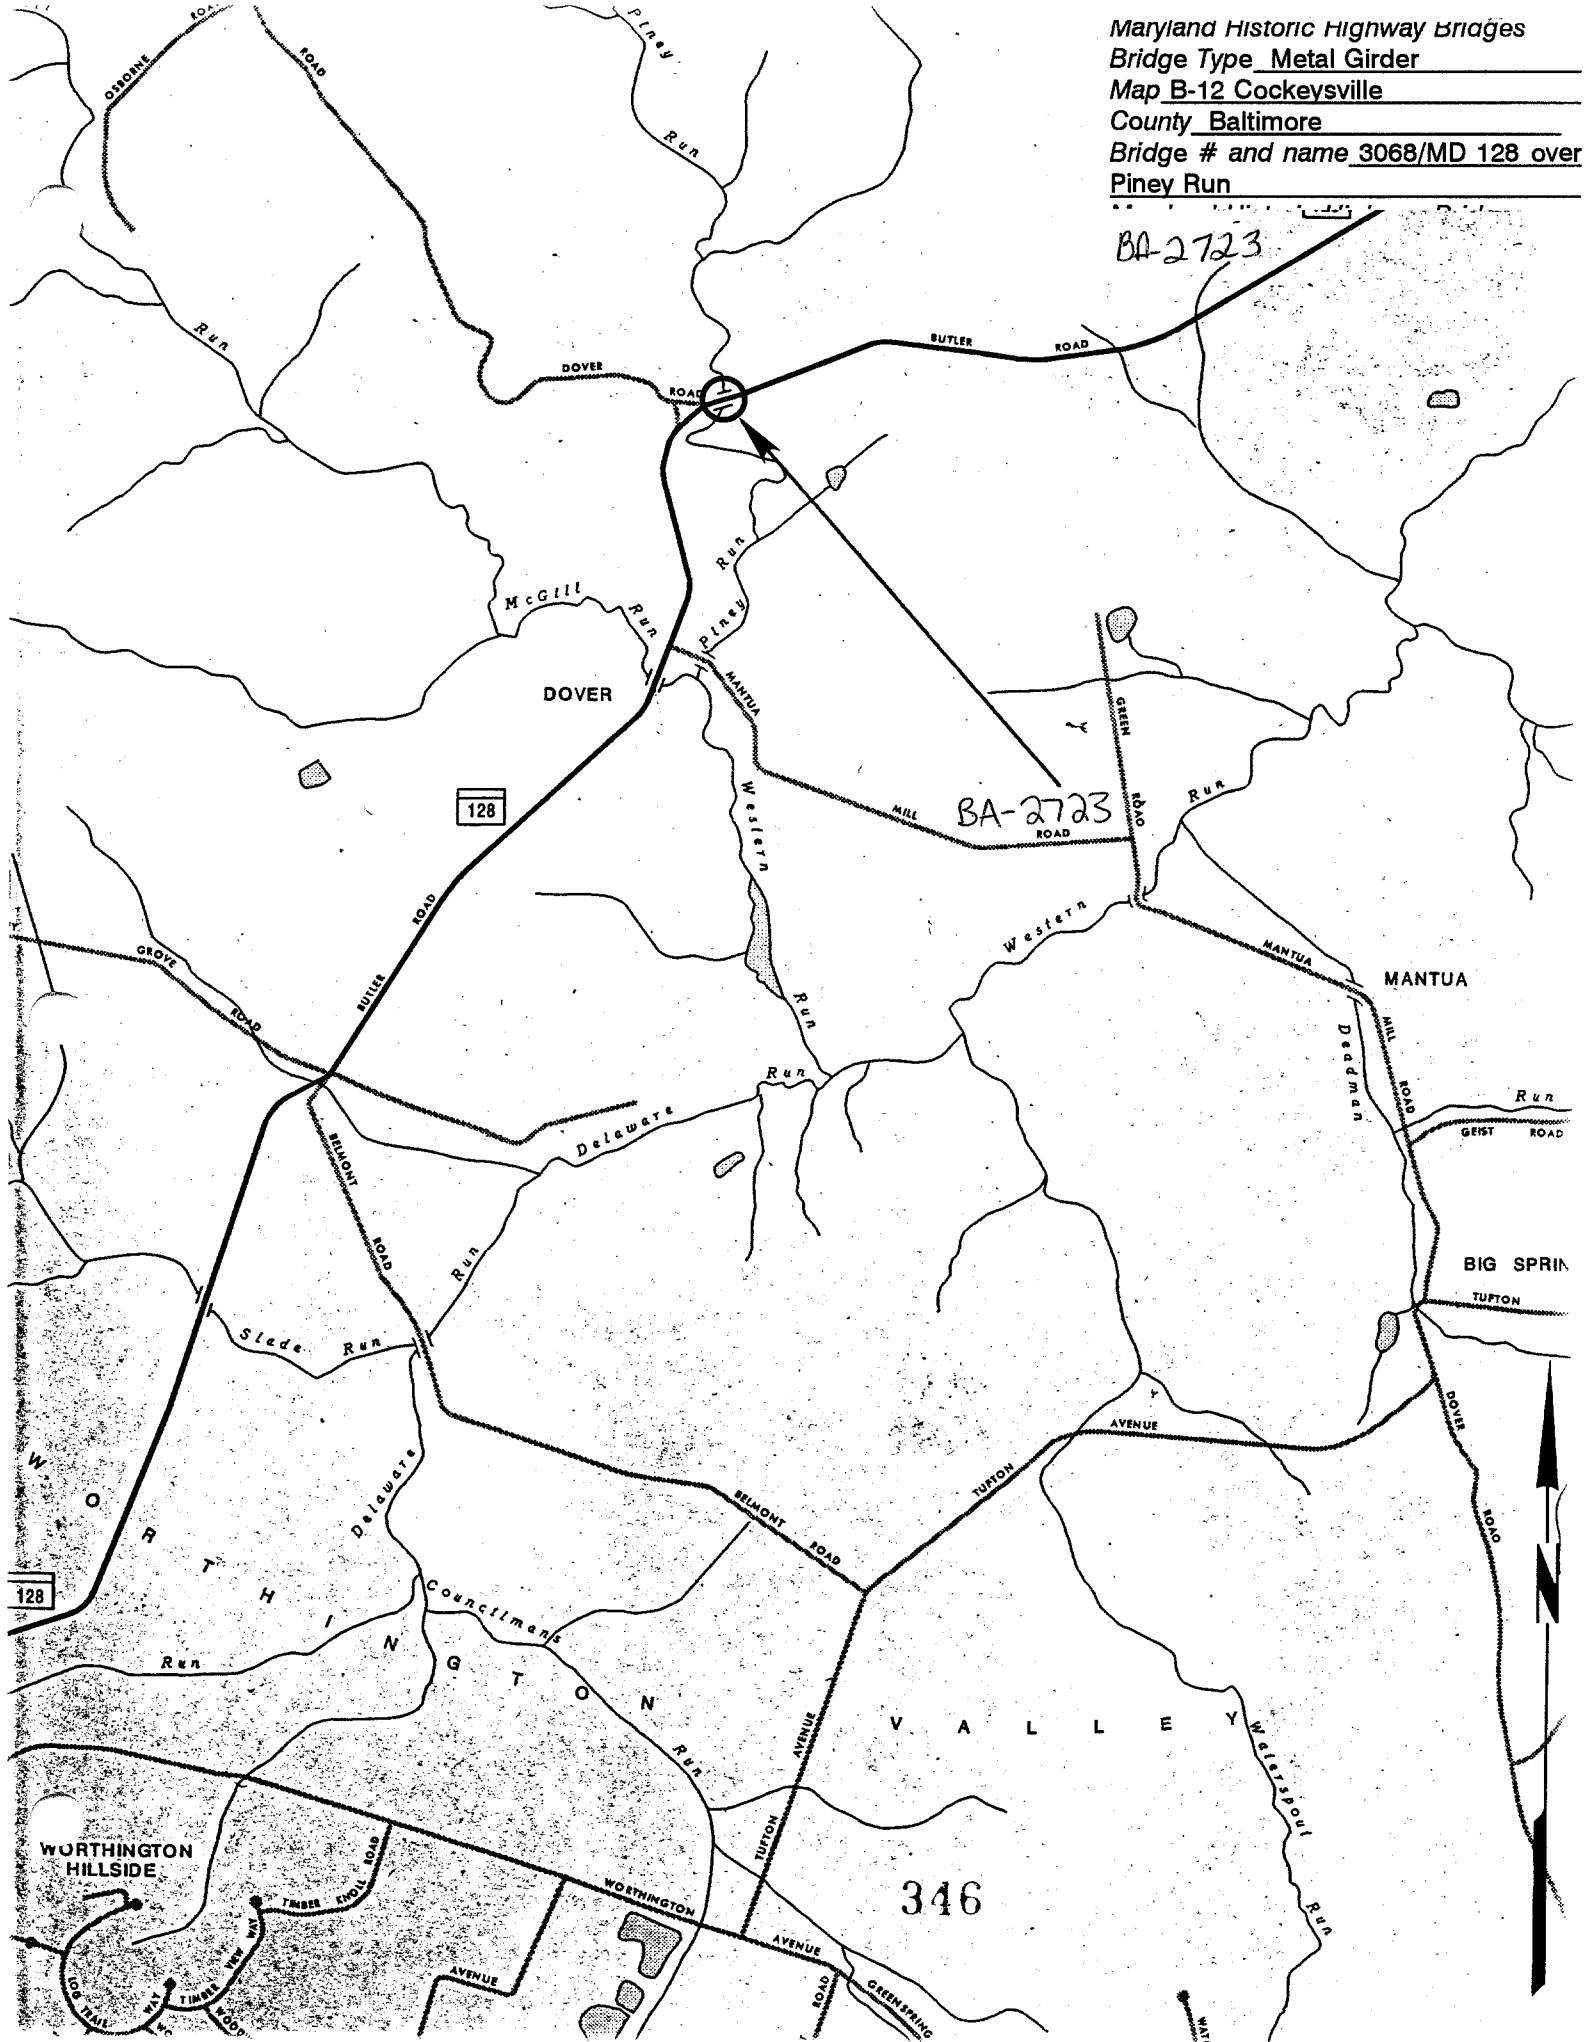 Maryland Historic Highway Bridges
Bridge Type Metal Girder
Map B-12 Cockeysville
County Baltimore
Bridge # and name 3068/MD 128 over
Piney Run
BA-2723
OSBORNE
ROAD
Piney
Run
Run
BUTLER
ROAD
DOVER
ROAD
Run
Piney
McGill
Run
DOVER
MANTUA
GREEN
ROAD
128
Western
MILL
BA-2723
ROAD
Run
Western
BUTLER
ROAD
GROVE
ROAD
MANTUA
MANTUA
MILL
ROAD
Run
Deadman
Run
GEIST ROAD
Run
Delaware
BELMONT
ROAD
Run
BIG SPRIN
TUFTON
Slade Run
DOVER
ROAD
AVENUE
TUFTON
BELMONT
ROAD
Delaware
WORTHINGTON VALLEY
128
Councilmans
Run
Run
N
AVENUE
TUFTON
Waterspout
Run
WORTHINGTON
HILLSIDE
TIMBER KNOLL ROAD
TIMBER VIEW WAY
LOG TRAIL
WAY
WORTHINGTON
AVENUE
346
AVENUE
ROAD
GREENSPRING